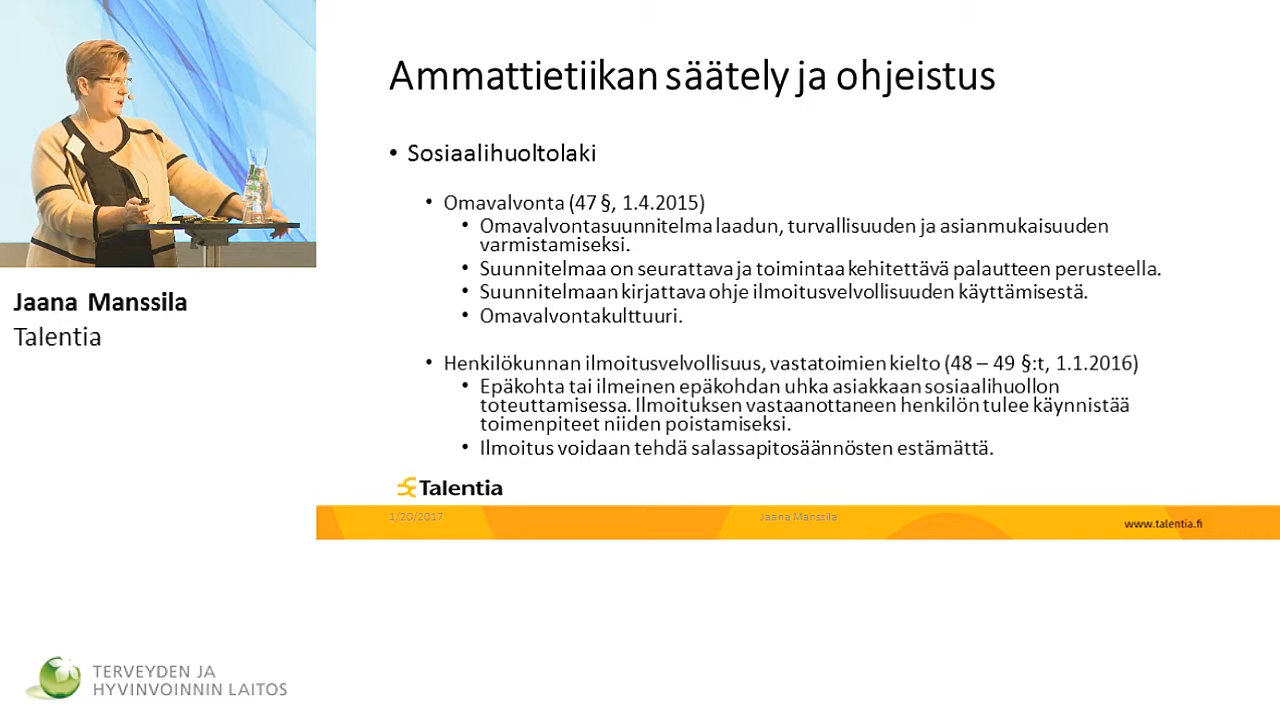 Ammattietiikan säätely ja ohjeistus
• Sosiaalihuoltolaki
• Omavalvonta (47 §, 1.4.2015)
• Omavalvontasuunnitelma laadun, turvallisuuden ja asianmukaisuuden
varmistamiseksi.
• Suunnitelmaa on seurattava ja toimintaa kehitettävä palautteen perusteella.
• Suunnitelmaan kirjattava ohje ilmoitusvelvollisuuden käyttämisestä.
• Omavalvontakulttuuri.
• Henkilökunnan ilmoitusvelvollisuus, vastatoimien kielto (48 – 49 §:t, 1.1.2016)
• Epäkohta tai ilmeinen epäkohdan uhka asiakkaan sosiaalihuollon
toteuttamisessa. Ilmoituksen vastaanottaneen henkilön tulee käynnistää
toimenpiteet niiden poistamiseksi.
• Ilmoitus voidaan tehdä salassapitosäännösten estämättä.
Talentia
1/20/2017
Jaana Manssila
www.talentia.fi
Jaana Manssila
Talentia
TERVEYDEN JA
HYVINVOINNIN LAITOS